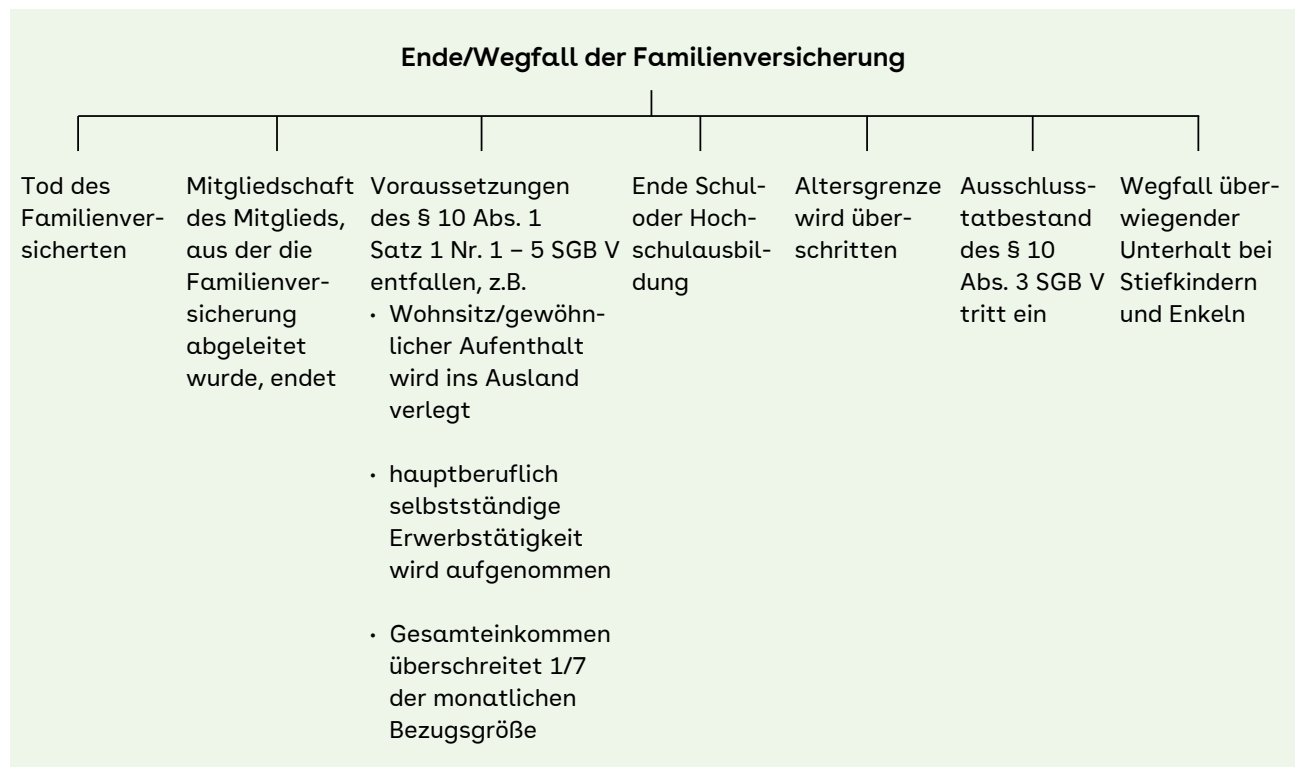 Ende/Wegfall der Familienversicherung
Tod des
Familienver-
sicherten
Mitgliedschaft
des Mitglieds,
aus der die
Familienver-
sicherung
abgeleitet
wurde, endet
Voraussetzungen
des § 10 Abs. 1
Satz 1 Nr. 1 – 5 SGB V
entfallen, z.B.
• Wohnsitz/gewöhn-
licher Aufenthalt
wird ins Ausland
verlegt
• hauptberuflich
selbstständige
Erwerbstätigkeit
wird aufgenommen
• Gesamteinkommen
überschreitet 1/7
der monatlichen
Bezugsgröße
Ende Schul-
oder Hoch-
schulausbil-
dung
Altersgrenze
wird über-
schritten
Ausschluss-
tatbestand
des § 10
Abs. 3 SGB V
tritt ein
Wegfall über-
wiegender
Unterhalt bei
Stiefkindern
und Enkeln